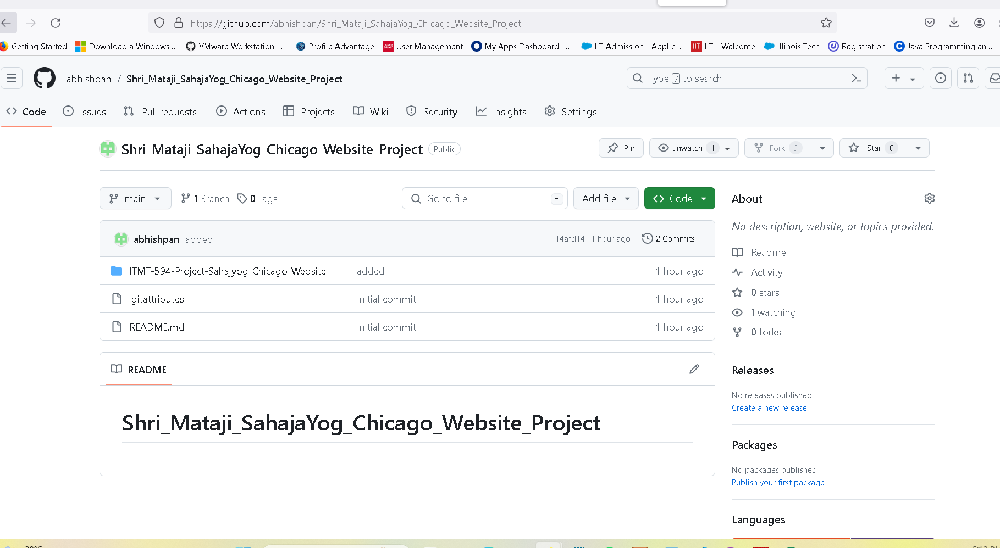 https://github.com/abhishpan/Shri_Mataji_SahajaYog_Chicago_Website_Project
Getting Started Download a Windows... VMware Workstation 1... Profile Advantage User Management My Apps Dashboard | ... IIT Admission - Applic... IIT - Welcome Illinois Tech Registration Java Programming an...
abhishpan / Shri_Mataji_SahajaYog_Chicago_Website_Project Type / to search
Code Issues Pull requests Actions Projects Wiki Security Insights Settings
Shri_Mataji_SahajaYog_Chicago_Website_Project Public Pin Unwatch 1 Fork 0 Star 0
main 1 Branch 0 Tags Go to file t Add file Code
abhishpan added 14afd14 · 1 hour ago 2 Commits
ITMT-594-Project-Sahajyog_Chicago_Website added 1 hour ago
.gitattributes Initial commit 1 hour ago
README.md Initial commit 1 hour ago
README
Shri_Mataji_SahajaYog_Chicago_Website_Project
About
No description, website, or topics provided.
Readme
Activity
0 stars
1 watching
0 forks
Releases
No releases published
Create a new release
Packages
No packages published
Publish your first package
Languages